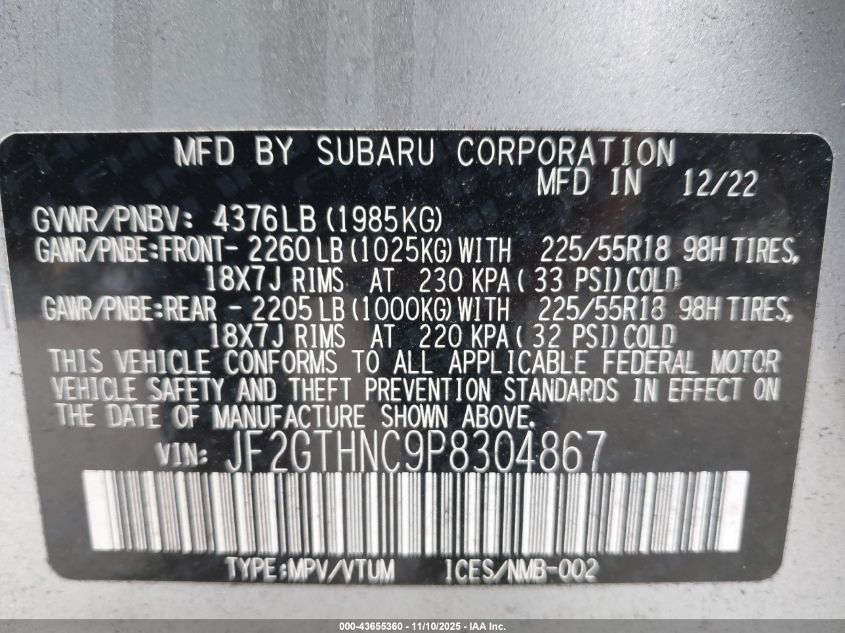 MFD BY SUBARU CORPORATION
MFD IN 12/22
GVWR/PNBV: 4376LB (1985KG)
GAWR/PNBE:FRONT- 2260 LB (1025KG) WITH 225/55R18 98H TIRES,
18X7J RIMS AT 230 KPA ( 33 PSI) COLD
GAWR/PNBE:REAR - 2205 LB (1000KG) WITH 225/55R18 98H TIRES,
18X7J RIMS AT 220 KPA ( 32 PSI) COLD
THIS VEHICLE CONFORMS TO ALL APPLICABLE FEDERAL MOTOR
VEHICLE SAFETY AND THEFT PREVENTION STANDARDS IN EFFECT ON
THE DATE OF MANUFACTURE SHOWN ABOVE.
VIN: JF2GTHNC9P8304867
TYPE:MPV/VTUM ICES/NMB-002
000-43655360 - 11/10/2025 - IAA Inc.